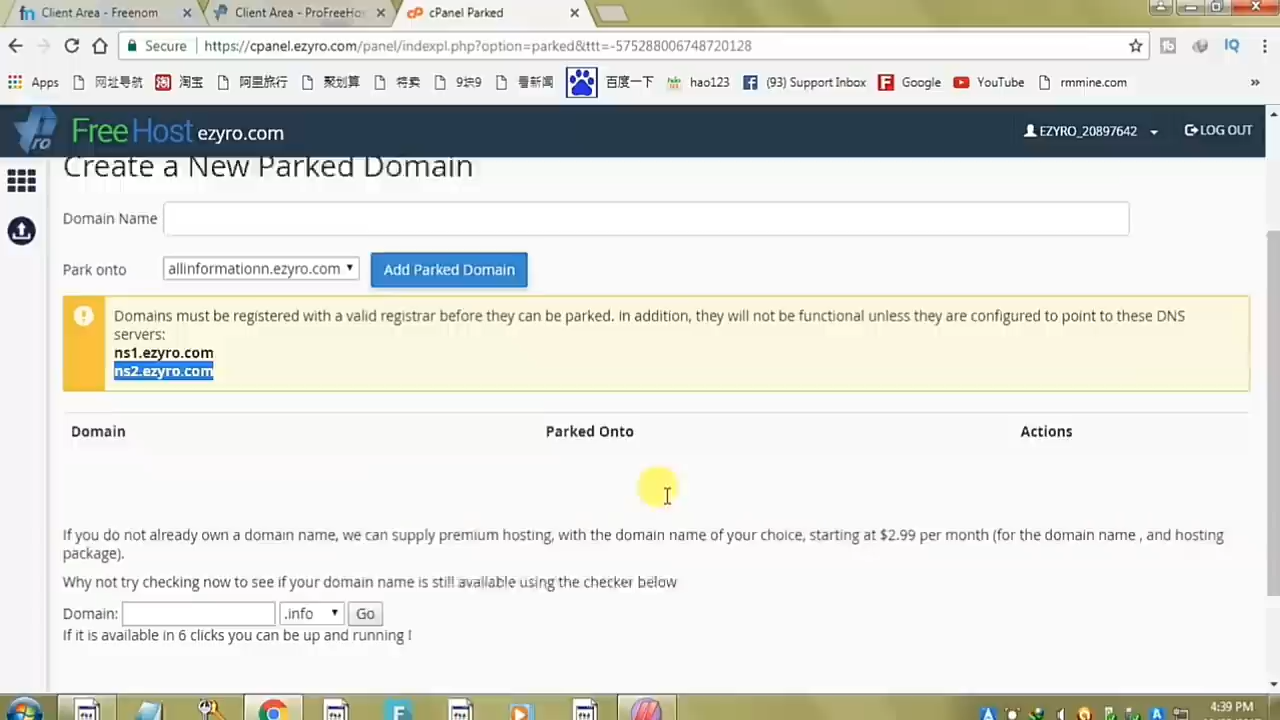 Client Area - Freenom
Client Area - ProFreeHos
cPanel Parked
Secure
https://cpanel.ezyro.com/panel/indexpl.php?option=parked&ttt=-575288006748720128
IQ
Apps
网址导航
淘
淘宝
阿里旅行
聚划算
特卖
9块9
看新闻
百度一下
hao123
(93) Support Inbox
Google
YouTube
rmmine.com
»
FreeHost ezyro.com
EZYRO_20897642
LOG OUT
Create a New Parked Domain
Domain Name
Park onto
allinformationn.ezyro.com
Add Parked Domain
Domains must be registered with a valid registrar before they can be parked. In addition, they will not be functional unless they are configured to point to these DNS
servers:
ns1.ezyro.com
ns2.ezyro.com
Domain
Parked Onto
Actions
If you do not already own a domain name, we can supply premium hosting, with the domain name of your choice, starting at $2.99 per month (for the domain name , and hosting
package).
Why not try checking now to see if your domain name is still available using the checker below
Domain:
.info
Go
If it is available in 6 clicks you can be up and running !
4:39 PM